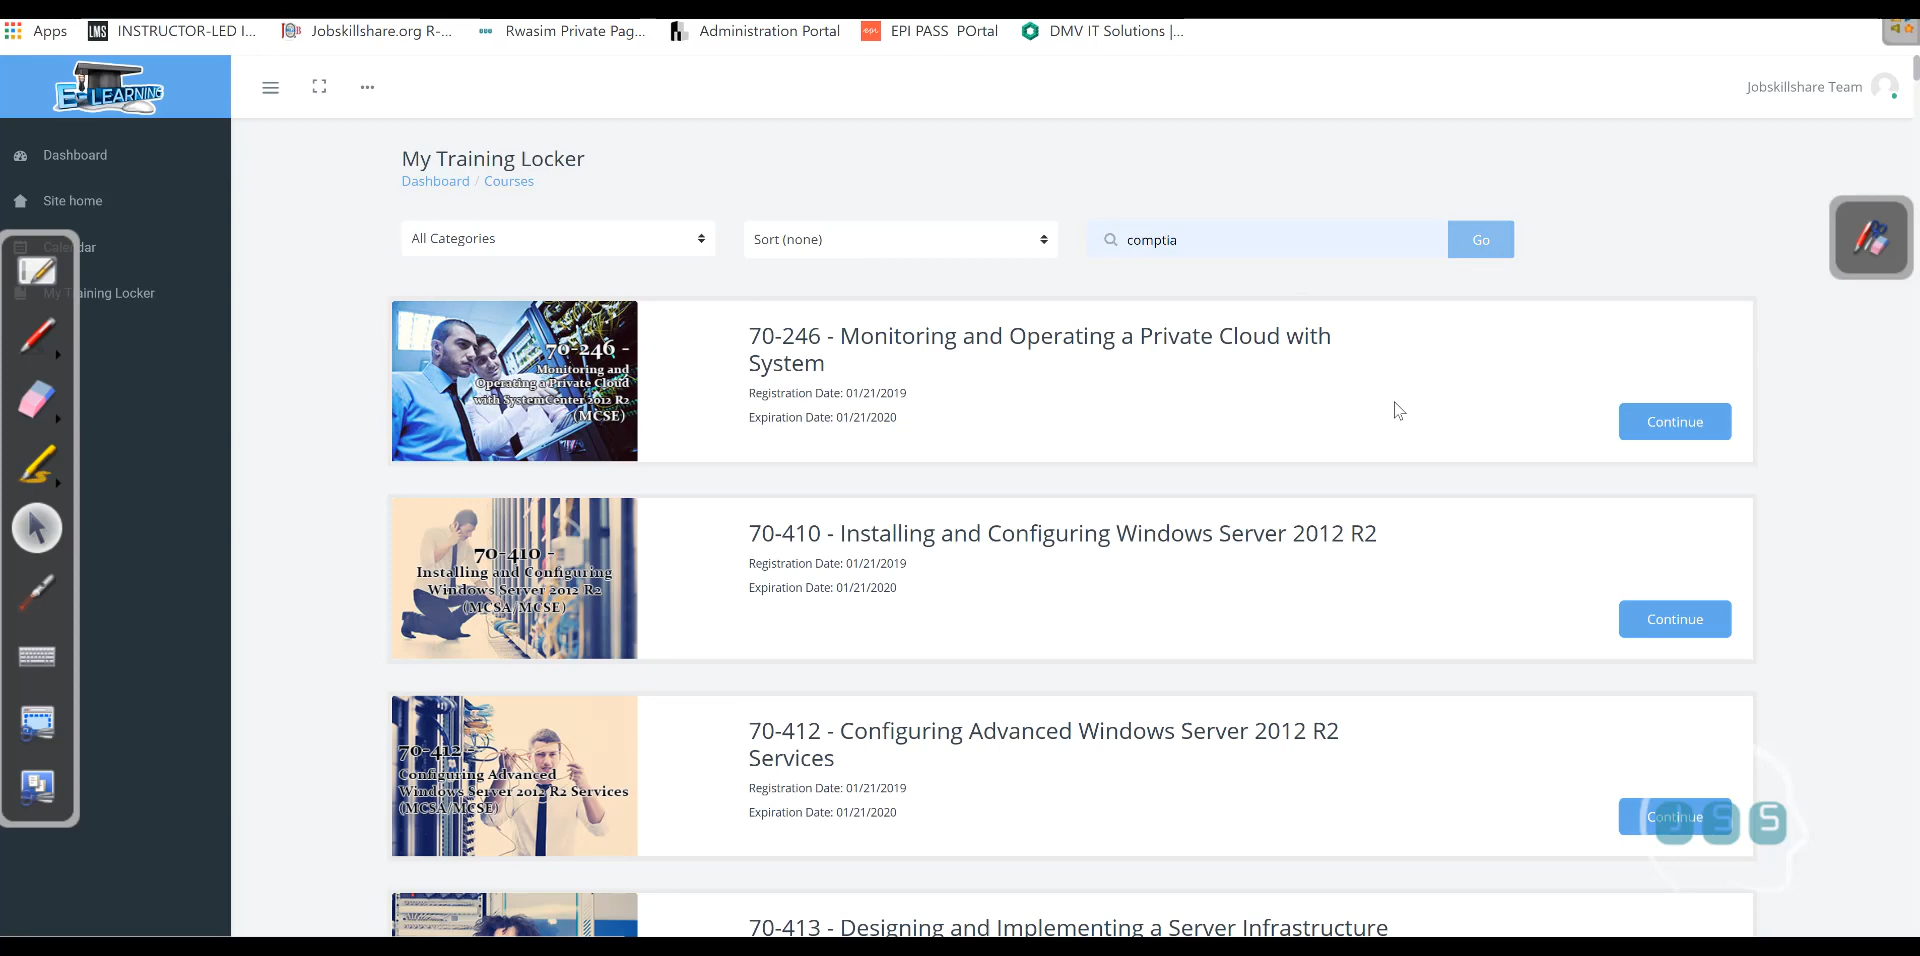 Apps
LMS
INSTRUCTOR-LED I...
Jobskillshare.org R-...
Rwasim Private Pag...
Administration Portal
epi
EPI PASS POrtal
DMV IT Solutions |...
E-LEARNING
Jobskillshare Team
Dashboard
Site home
Calendar
My Training Locker
My Training Locker
Dashboard / Courses
All Categories
Sort (none)
comptia
Go
70-246 -
Monitoring and
Operating a Private Cloud
with SystemCenter 2012 R2
(MCSE)
70-246 - Monitoring and Operating a Private Cloud with
System
Registration Date: 01/21/2019
Expiration Date: 01/21/2020
Continue
70-410 -
Installing and Configuring
Windows Server 2012 R2
(MCSA/MCSE)
70-410 - Installing and Configuring Windows Server 2012 R2
Registration Date: 01/21/2019
Expiration Date: 01/21/2020
Continue
70-412 -
Configuring Advanced
Windows Server 2012 R2 Services
(MCSA/MCSE)
70-412 - Configuring Advanced Windows Server 2012 R2
Services
Registration Date: 01/21/2019
Expiration Date: 01/21/2020
Continue
JSS
70-413 - Designing and Implementing a Server Infrastructure